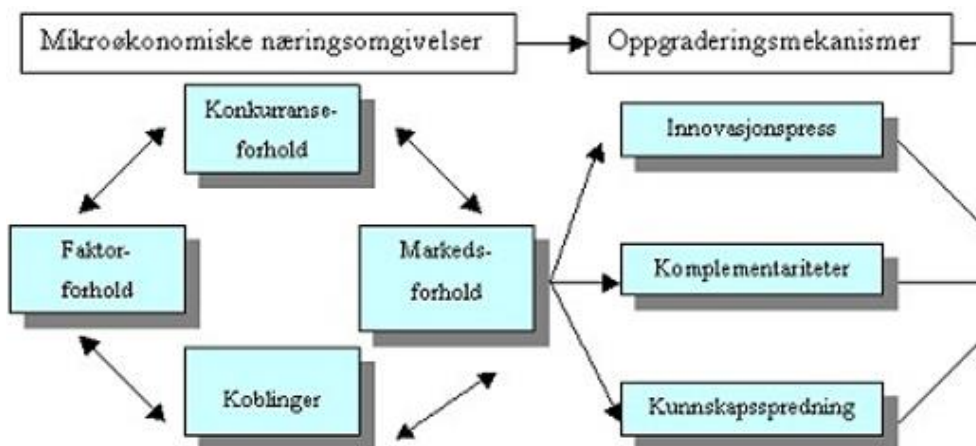 Mikroøkonomiske næringsomgivelser
Oppgraderingsmekanismer
Konkurranse-
forhold
Faktor-
forhold
Markeds-
forhold
Koblinger
Innovasjonspress
Komplementariteter
Kunnskapsspredning